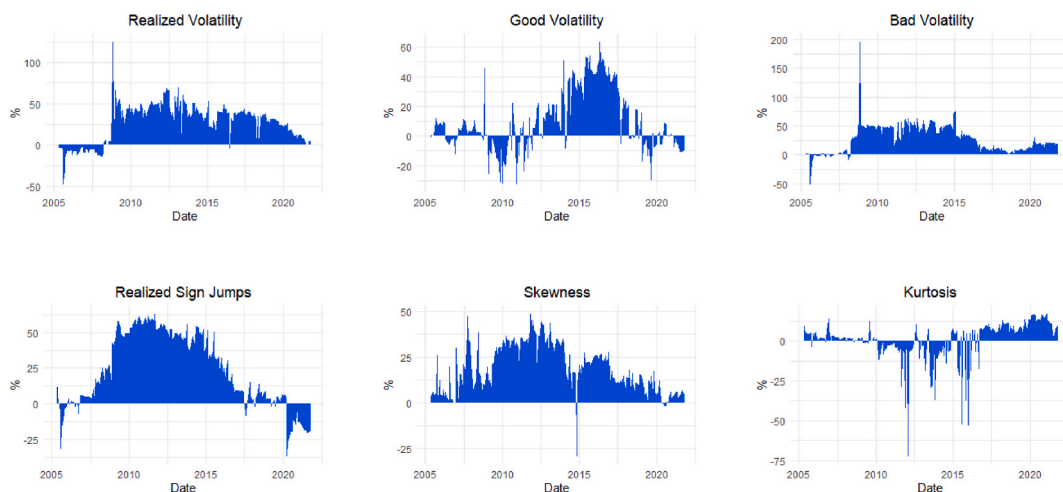 Realized Volatility
100
50
0
-50
%
2005 2010 2015 2020
Date
Good Volatility
60
40
20
0
-20
%
2005 2010 2015 2020
Date
Bad Volatility
200
150
100
50
0
-50
%
2005 2010 2015 2020
Date
Realized Sign Jumps
50
25
0
-25
%
2005 2010 2015 2020
Date
Skewness
50
25
0
-25
%
2005 2010 2015 2020
Date
Kurtosis
0
-25
-50
-75
%
2005 2010 2015 2020
Date